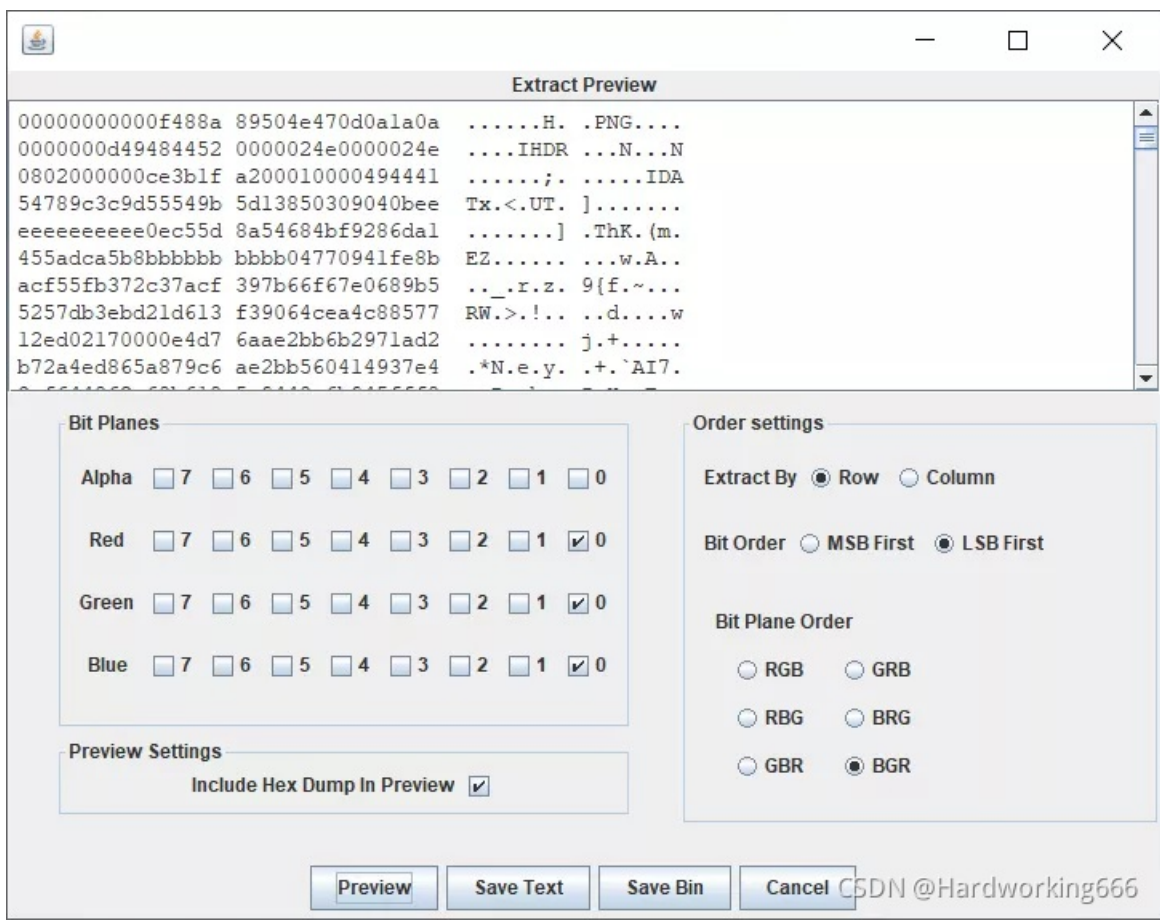 Extract Preview
00000000000f488a 89504e470d0a1a0a ......H. .PNG....
0000000d49484452 0000024e0000024e ....IHDR ...N...N
0802000000ce3b1f a200010000494441 ......;. .....IDA
54789c3c9d55549b 5d13850309040bee Tx.<.UT. ].......
eeeeeeeeee0ec55d 8a54684bf9286da1 .......] .ThK.(m.
455adca5b8bbbbbb bbbb04770941fe8b EZ...... ...w.A..
acf55fb372c37acf 397b66f67e0689b5 .._.r.z. 9{f.~...
5257db3ebd21d613 f39064cea4c88577 RW.>.!.. ..d....w
12ed02170000e4d7 6aae2bb6b2971ad2 ........ j.+.....
b72a4ed865a879c6 ae2bb560414937e4 .*N.e.y. .+.`AI7.
Bit Planes
Alpha 7 6 5 4 3 2 1 0
Red 7 6 5 4 3 2 1 0
Green 7 6 5 4 3 2 1 0
Blue 7 6 5 4 3 2 1 0
Preview Settings
Include Hex Dump In Preview
Order settings
Extract By Row Column
Bit Order MSB First LSB First
Bit Plane Order
RGB GRB
RBG BRG
GBR BGR
Preview Save Text Save Bin Cancel
CSDN @Hardworking666